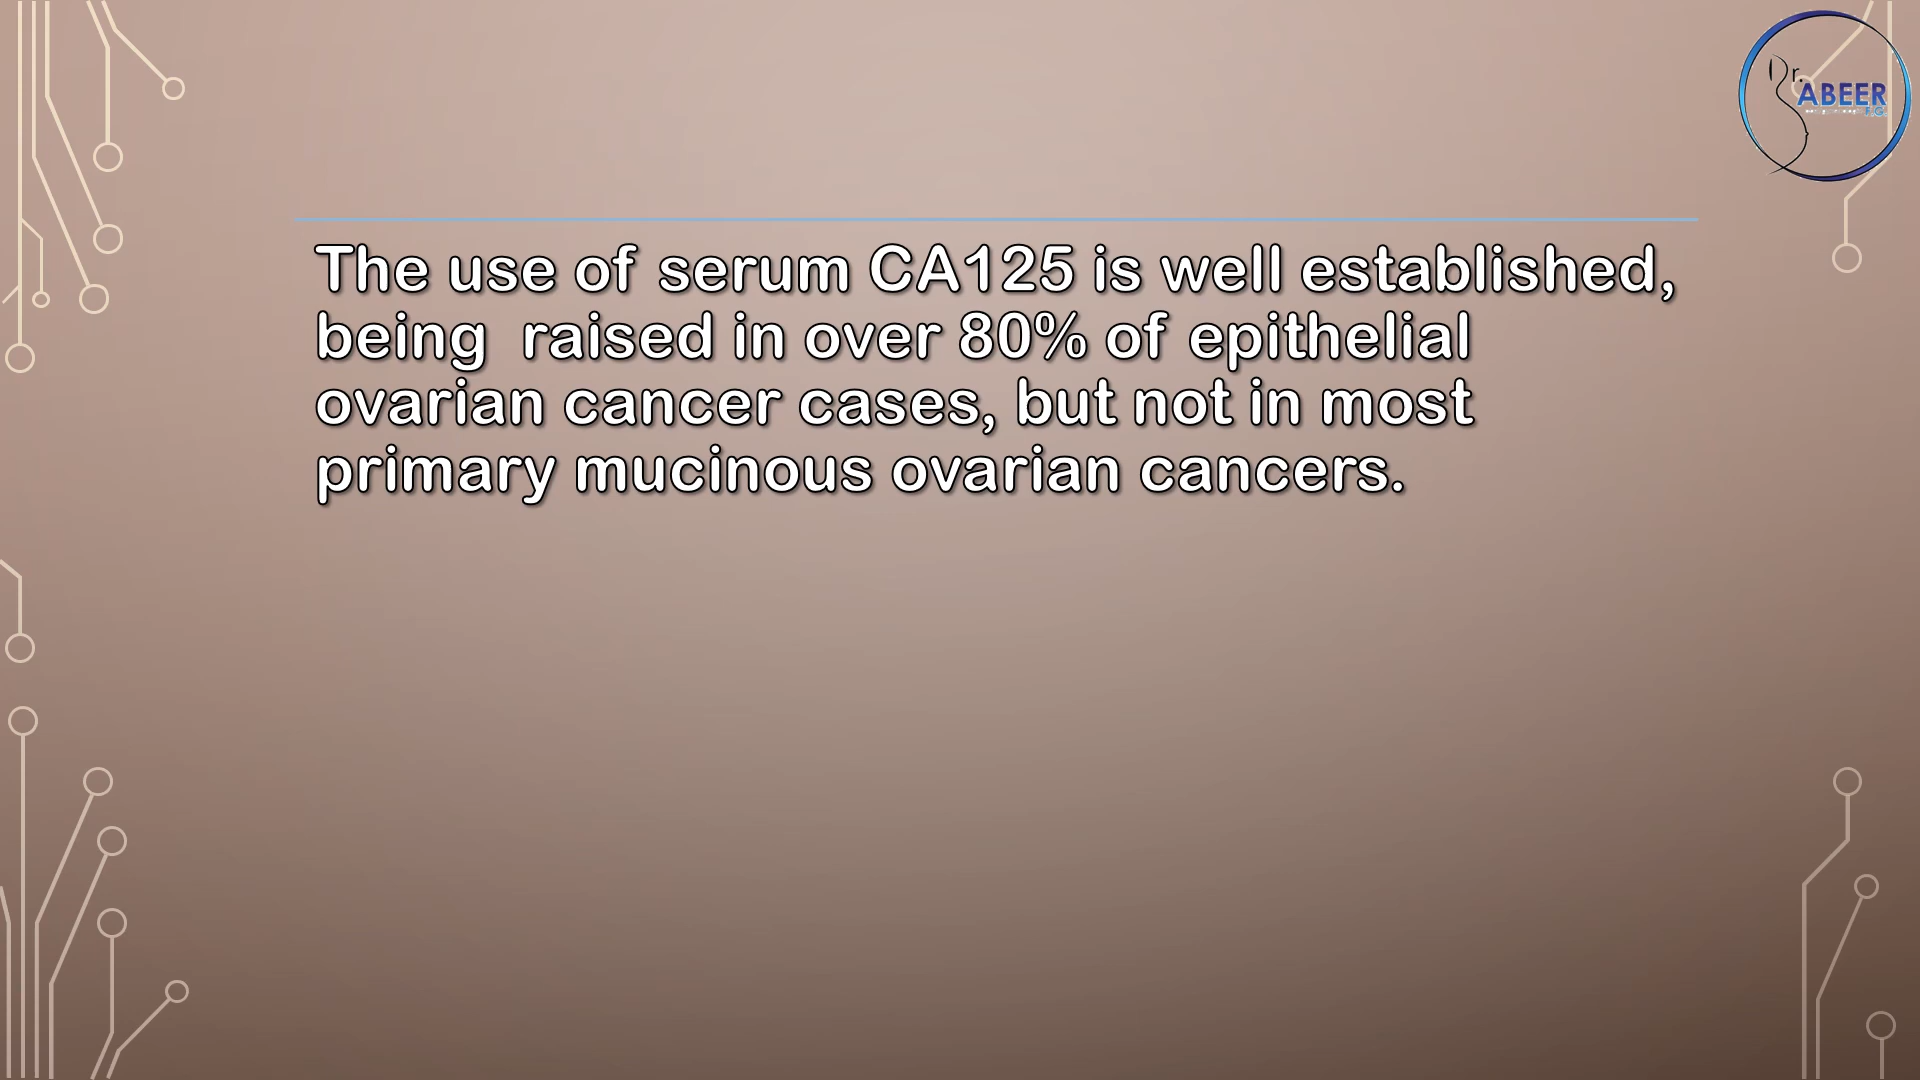 Dr.
ABEER
F.G.
The use of serum CA125 is well established,
being  raised in over 80% of epithelial
ovarian cancer cases, but not in most
primary mucinous ovarian cancers.